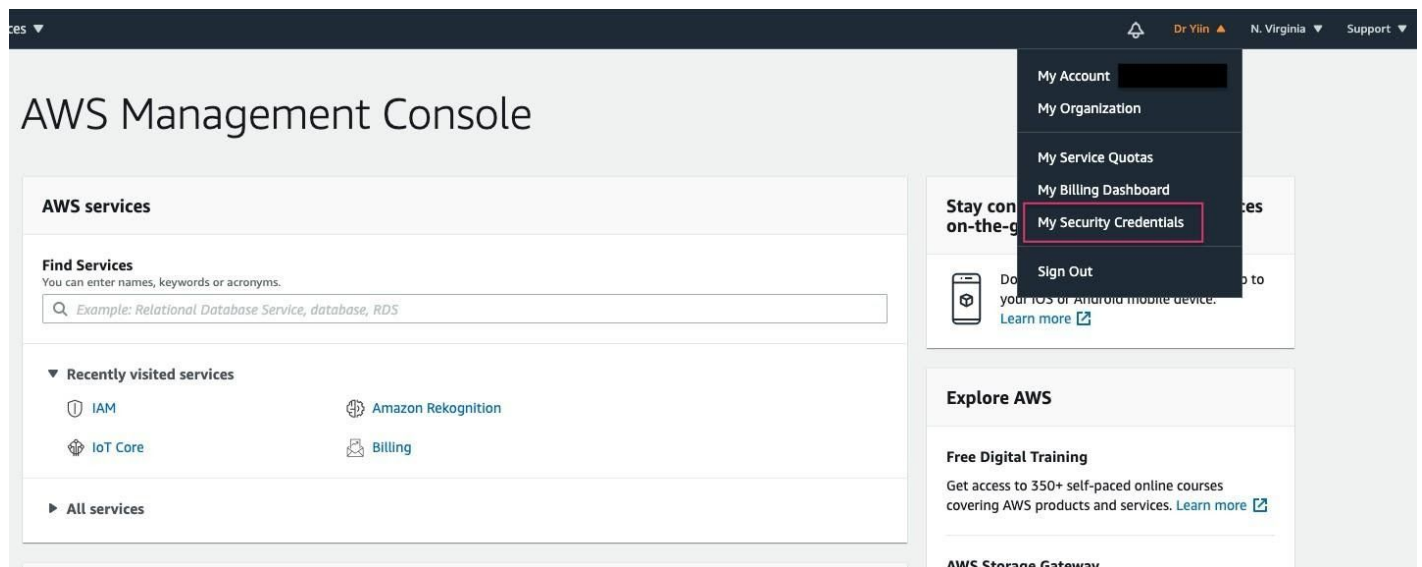 ces ▼
Dr Yiin ▲ N. Virginia ▼ Support ▼
My Account
My Organization
My Service Quotas
My Billing Dashboard
My Security Credentials
Sign Out
AWS Management Console
AWS services
Find Services
You can enter names, keywords or acronyms.
Example: Relational Database Service, database, RDS
▼ Recently visited services
IAM
Amazon Rekognition
IoT Core
Billing
▶ All services
Stay con
on-the-g
Do
to
your iOS or Android mobile device.
Learn more
Explore AWS
Free Digital Training
Get access to 350+ self-paced online courses
covering AWS products and services. Learn more
AWS Storage Gateway